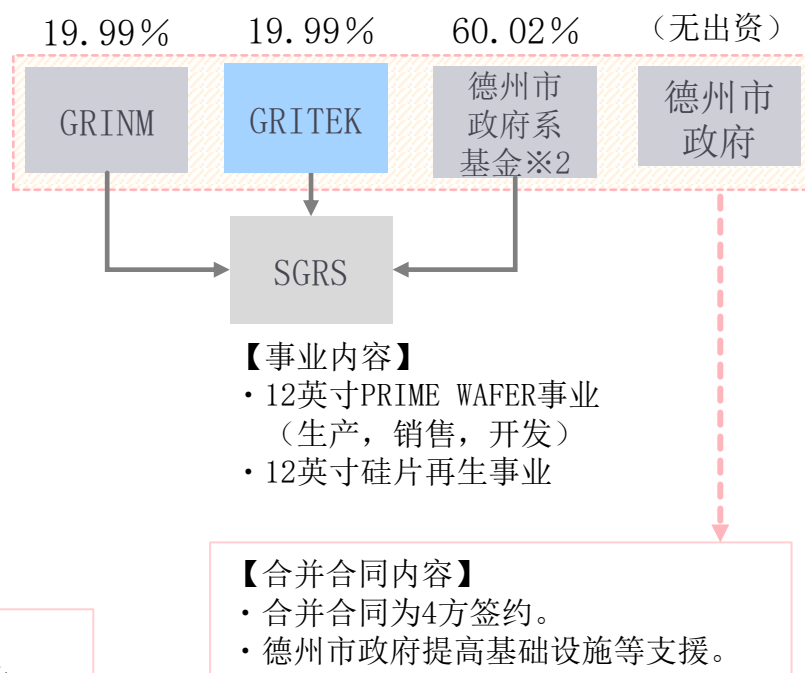 19.99％ 19.99％ 60.02％ （无出资）
GRINM
GRITEK
德州市
政府系
基金※2
德州市
政府
SGRS
【事业内容】
・12英寸PRIME WAFER事业
（生产，销售，开发）
・12英寸硅片再生事业
【合并合同内容】
・合并合同为4方签约。
・德州市政府提高基础设施等支援。